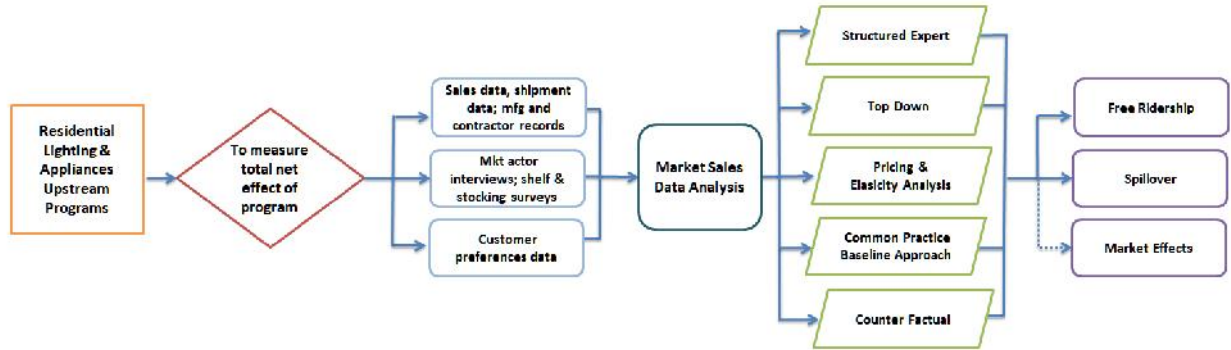 Residential
Lighting &
Appliances
Upstream
Programs
To measure
total net
effect of
program
Sales data, shipment
data; mfg and
contractor records
Mkt actor
interviews; shelf &
stocking surveys
Customer
preferences data
Market Sales
Data Analysis
Structured Expert
Top Down
Pricing &
Elasicity Analysis
Common Practice
Baseline Approach
Counter Factual
Free Ridership
Spillover
Market Effects